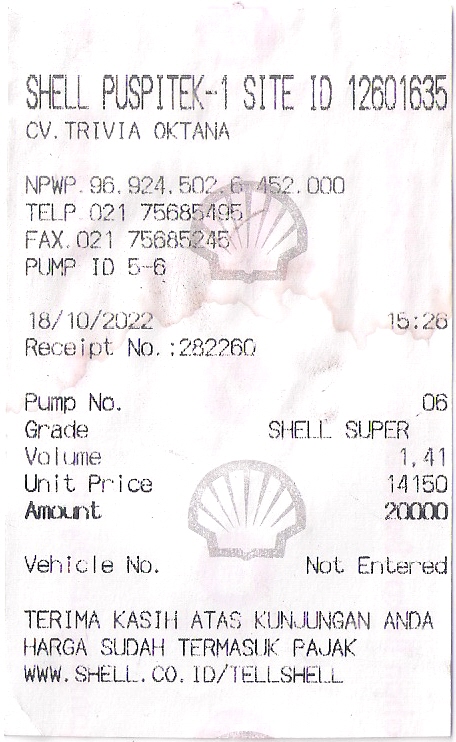 SHELL PUSPITEK-1 SITE ID 12601635
CV.TRIVIA OKTANA
NPWP.96.924.502.6-452.000
TELP.021 75685495
FAX.021 75685245
PUMP ID 5-6
18/10/2022 15:26
Receipt No.:282260
Pump No. 06
Grade SHELL SUPER
Volume 1,41
Unit Price 14150
Amount 20000
Vehicle No. Not Entered
TERIMA KASIH ATAS KUNJUNGAN ANDA
HARGA SUDAH TERMASUK PAJAK
WWW.SHELL.CO.ID/TELLSHELL